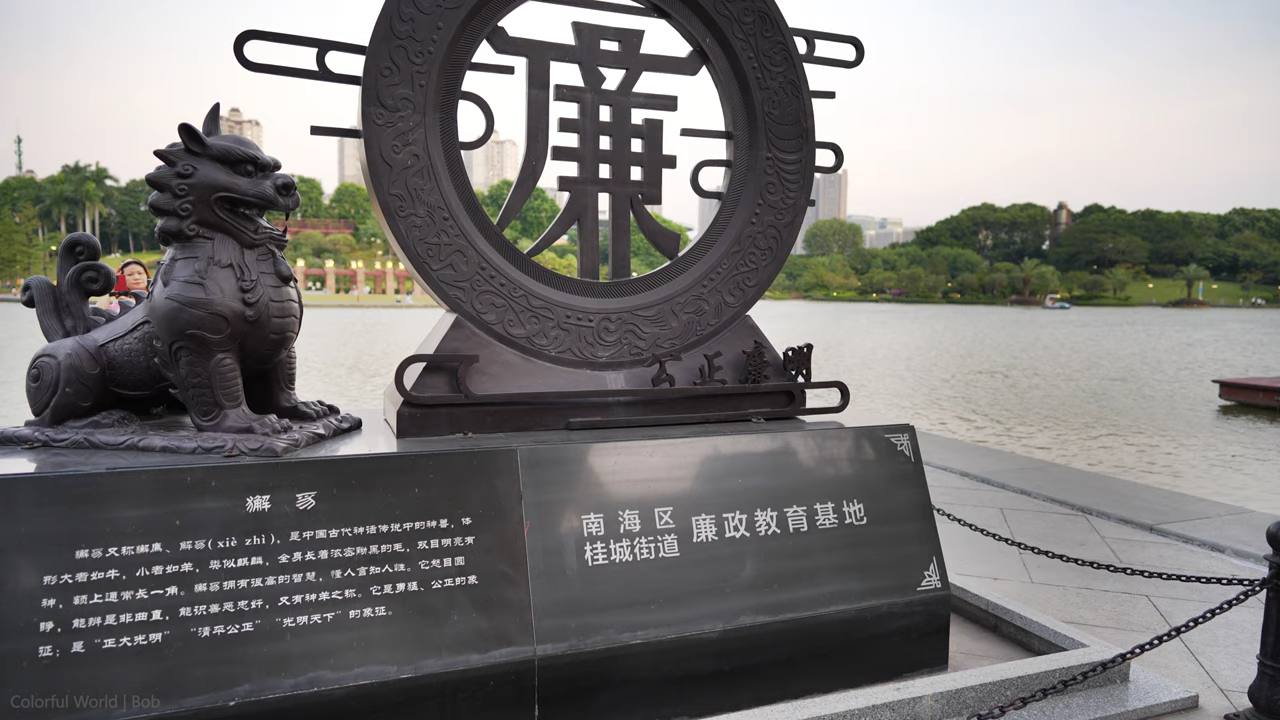 廉
公正廉明
獬豸
獬豸又称獬廌、解豸(xiè zhì)，是中国古代神话传说中的神兽，体
形大者如牛，小者如羊，类似麒麟，全身长着浓密黝黑的毛，双目明亮有
神，额上通常长一角。獬豸拥有很高的智慧，懂人言知人性。它怒目圆
睁，能辨是非曲直，能识善恶忠奸，又有神羊之称。它是勇猛、公正的象
征；是“正大光明” “清平公正” “光明天下”的象征。
南海区
桂城街道
廉政教育基地
Colorful World | Bob